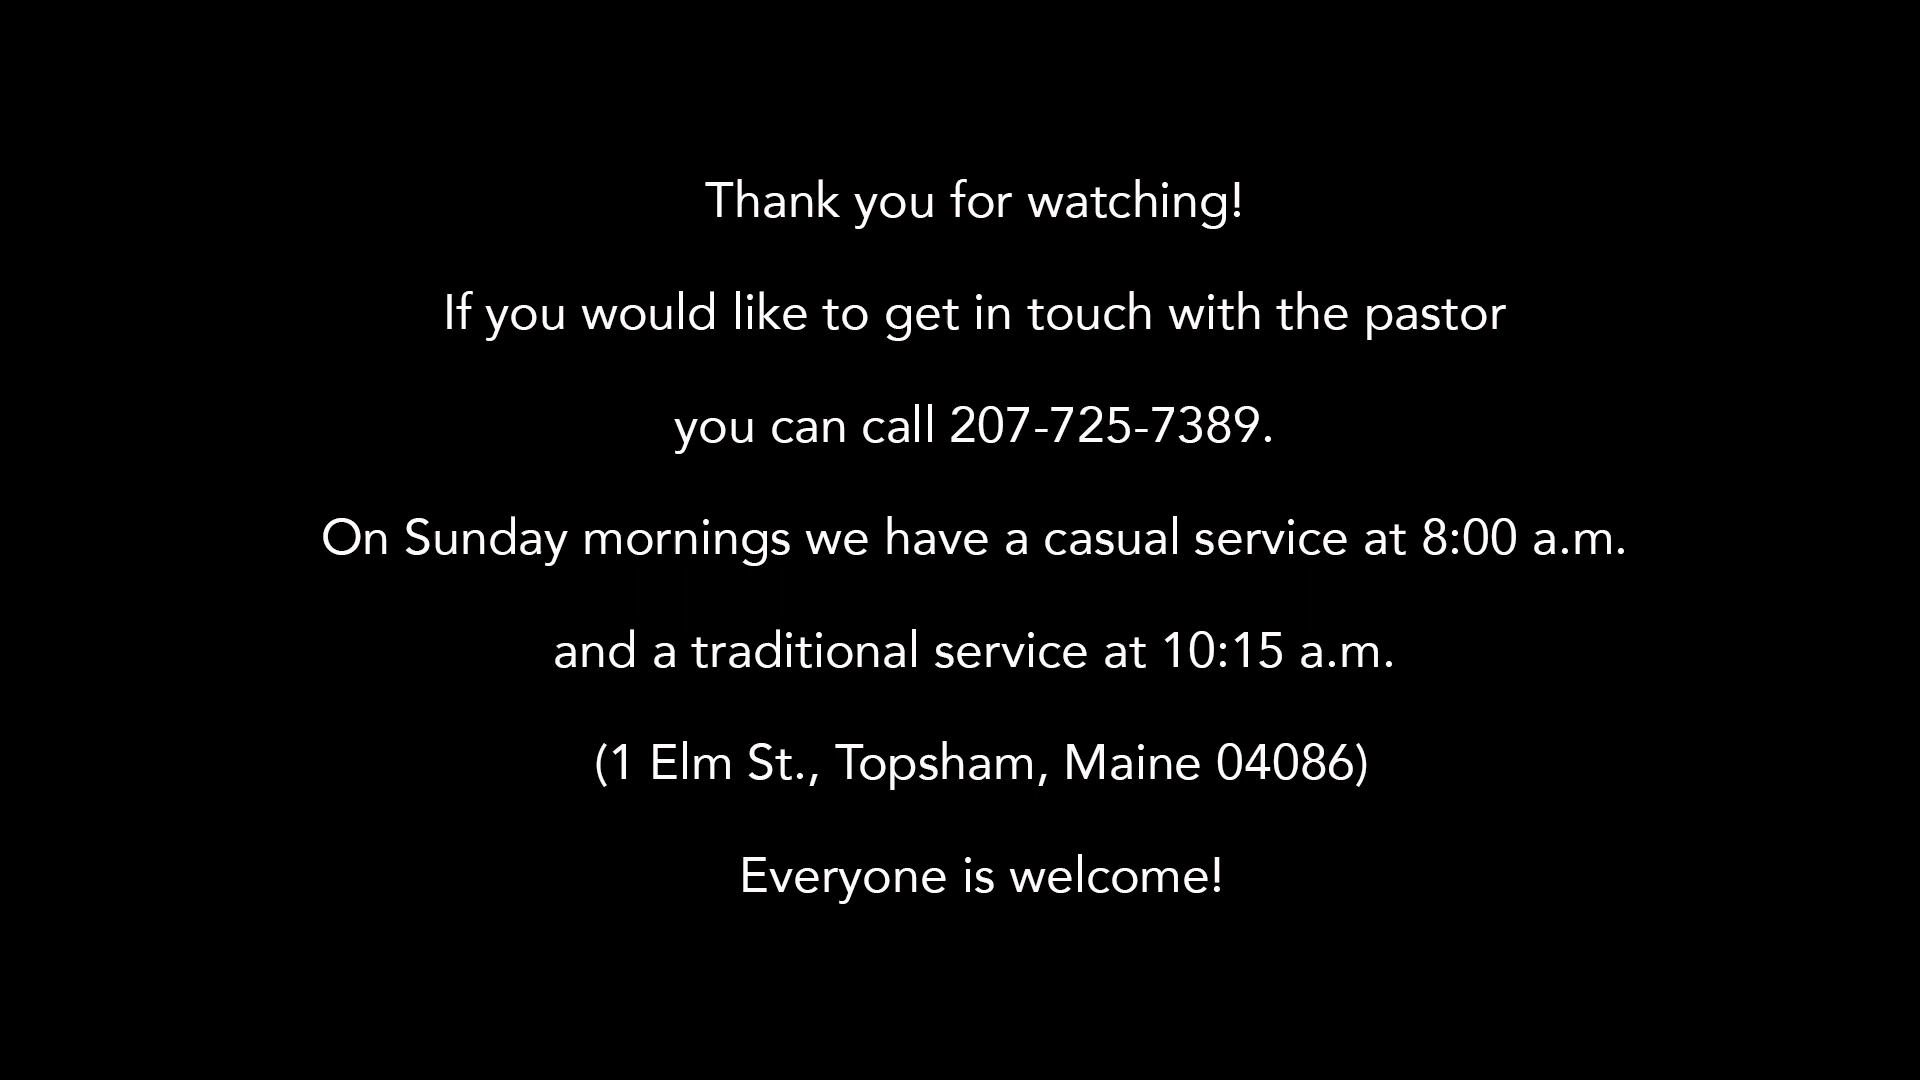 Thank you for watching!
If you would like to get in touch with the pastor
you can call 207-725-7389.
On Sunday mornings we have a casual service at 8:00 a.m.
and a traditional service at 10:15 a.m.
(1 Elm St., Topsham, Maine 04086)
Everyone is welcome!